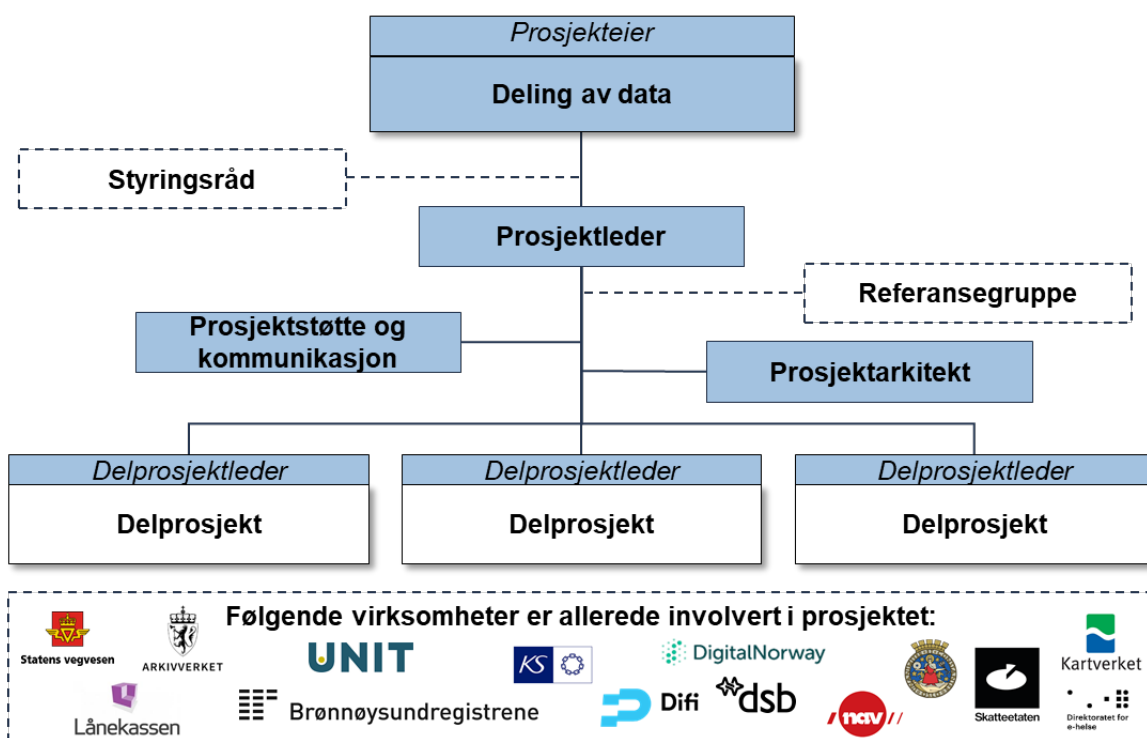 Prosjekteier
Deling av data
Styringsråd
Prosjektleder
Referansegruppe
Prosjektstøtte og
kommunikasjon
Prosjektarkitekt
Delprosjektleder
Delprosjekt
Delprosjektleder
Delprosjekt
Delprosjektleder
Delprosjekt
Følgende virksomheter er allerede involvert i prosjektet:
Statens vegvesen
ARKIVVERKET
UNIT
KS
DigitalNorway
Kartverket
Lånekassen
Brønnøysundregistrene
Difi
dsb
nav
Skatteetaten
Direktoratet for
e-helse